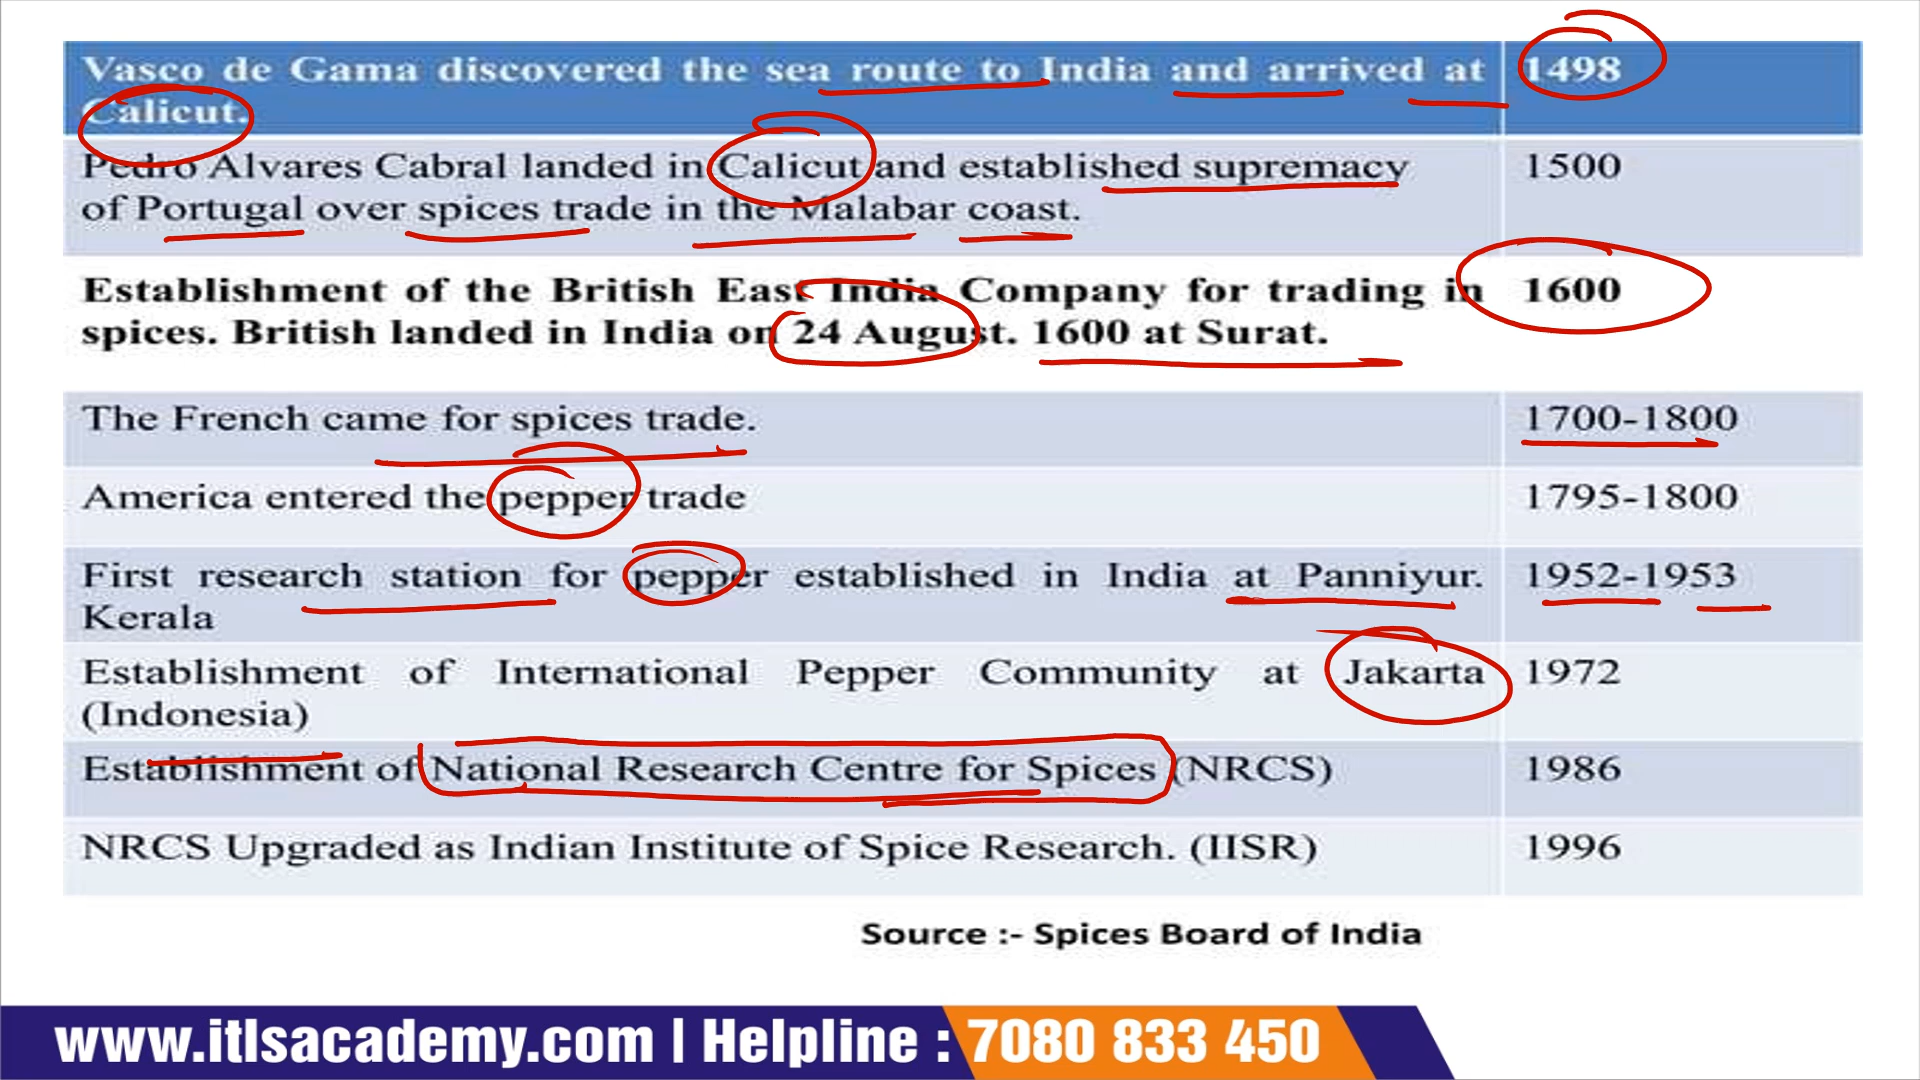 Vasco de Gama discovered the sea route to India and arrived at 1498
Calicut.
Pedro Alvares Cabral landed in Calicut and established supremacy 1500
of Portugal over spices trade in the Malabar coast.
Establishment of the British East India Company for trading in 1600
spices. British landed in India on 24 August. 1600 at Surat.
The French came for spices trade. 1700-1800
America entered the pepper trade 1795-1800
First research station for pepper established in India at Panniyur. 1952-1953
Kerala
Establishment of International Pepper Community at Jakarta 1972
(Indonesia)
Establishment of National Research Centre for Spices (NRCS) 1986
NRCS Upgraded as Indian Institute of Spice Research. (IISR) 1996
Source :- Spices Board of India
www.itlsacademy.com | Helpline : 7080 833 450